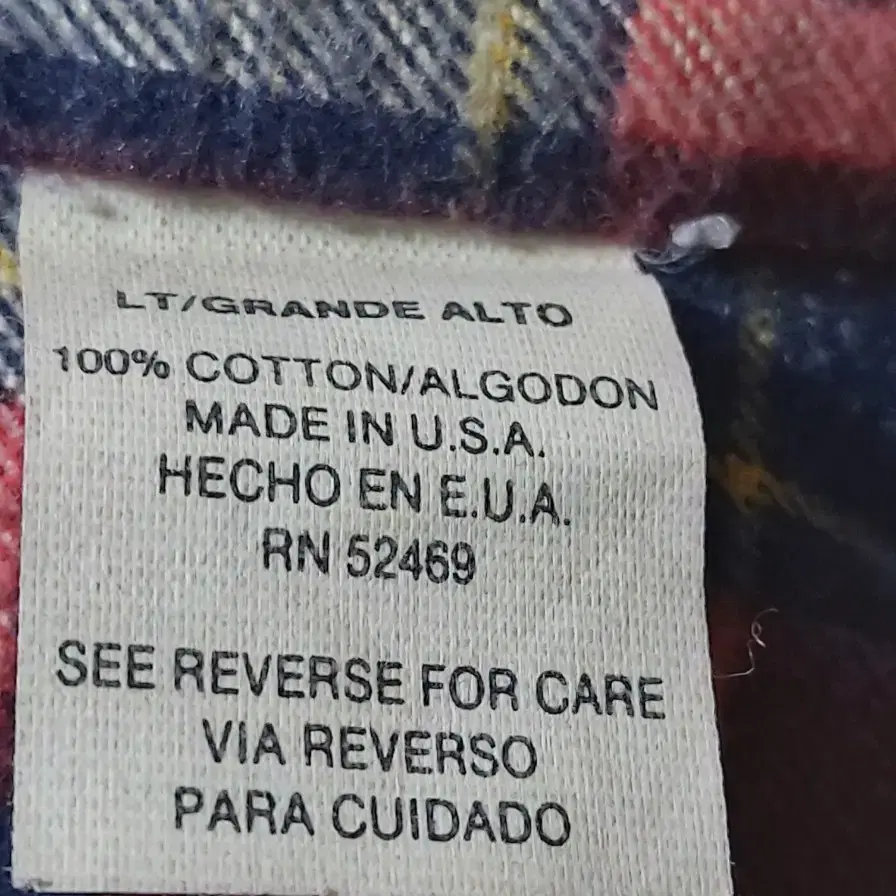 LT/GRANDE ALTO
100% COTTON/ALGODON
MADE IN U.S.A.
HECHO EN E.U.A.
RN 52469
SEE REVERSE FOR CARE
VIA REVERSO
PARA CUIDADO